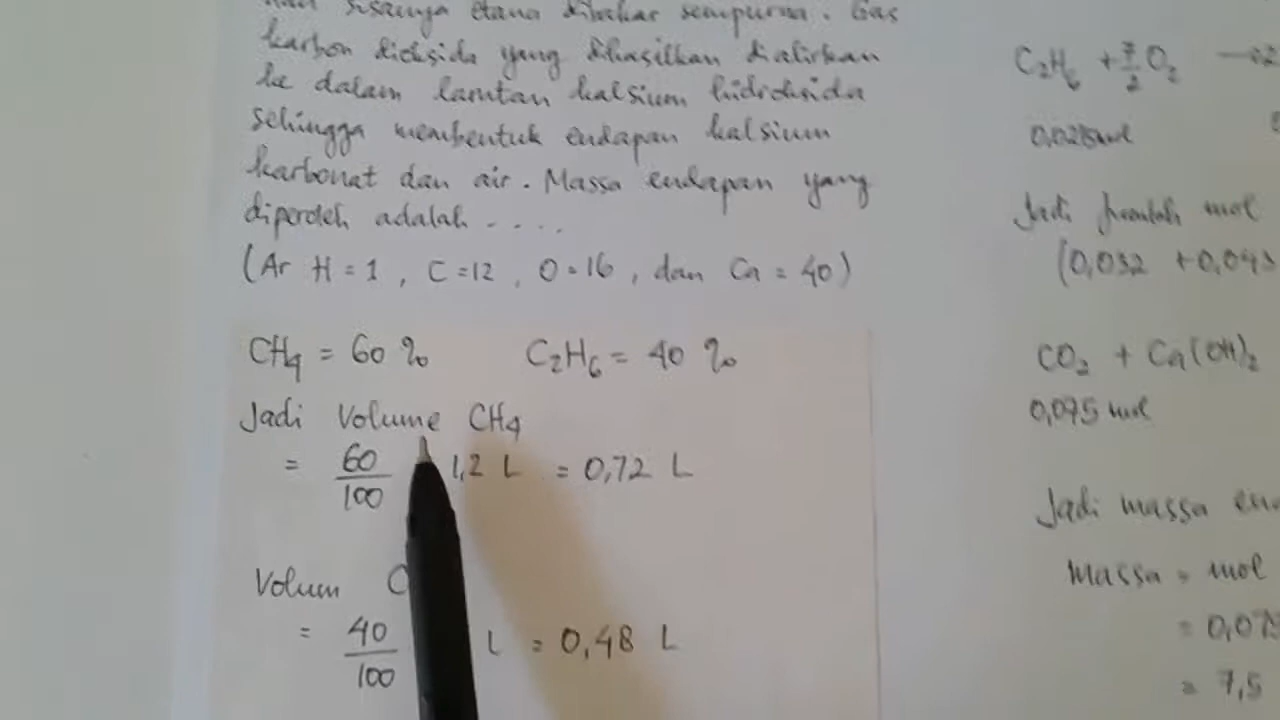 sisanya etana dibakar sempurna. Gas
karbon dioksida yang dihasilkan dialirkan
ke dalam larutan kalsium hidroksida
sehingga membentuk endapan kalsium
karbonat dan air. Massa endapan yang
diperoleh adalah ....
(Ar H = 1, C = 12, O = 16, dan Ca = 40)
CH4 = 60 % C2H6 = 40 %
Jadi Volume CH4
= 60/100 1,2 L = 0,72 L
Volum
= 40/100 L = 0,48 L
C2H6 + 7/2 O2 →
Jadi jumlah mol
(0,032 + 0,043
CO2 + Ca(OH)2
0,075 mol
Jadi massa
Massa = mol
= 0,075
= 7,5